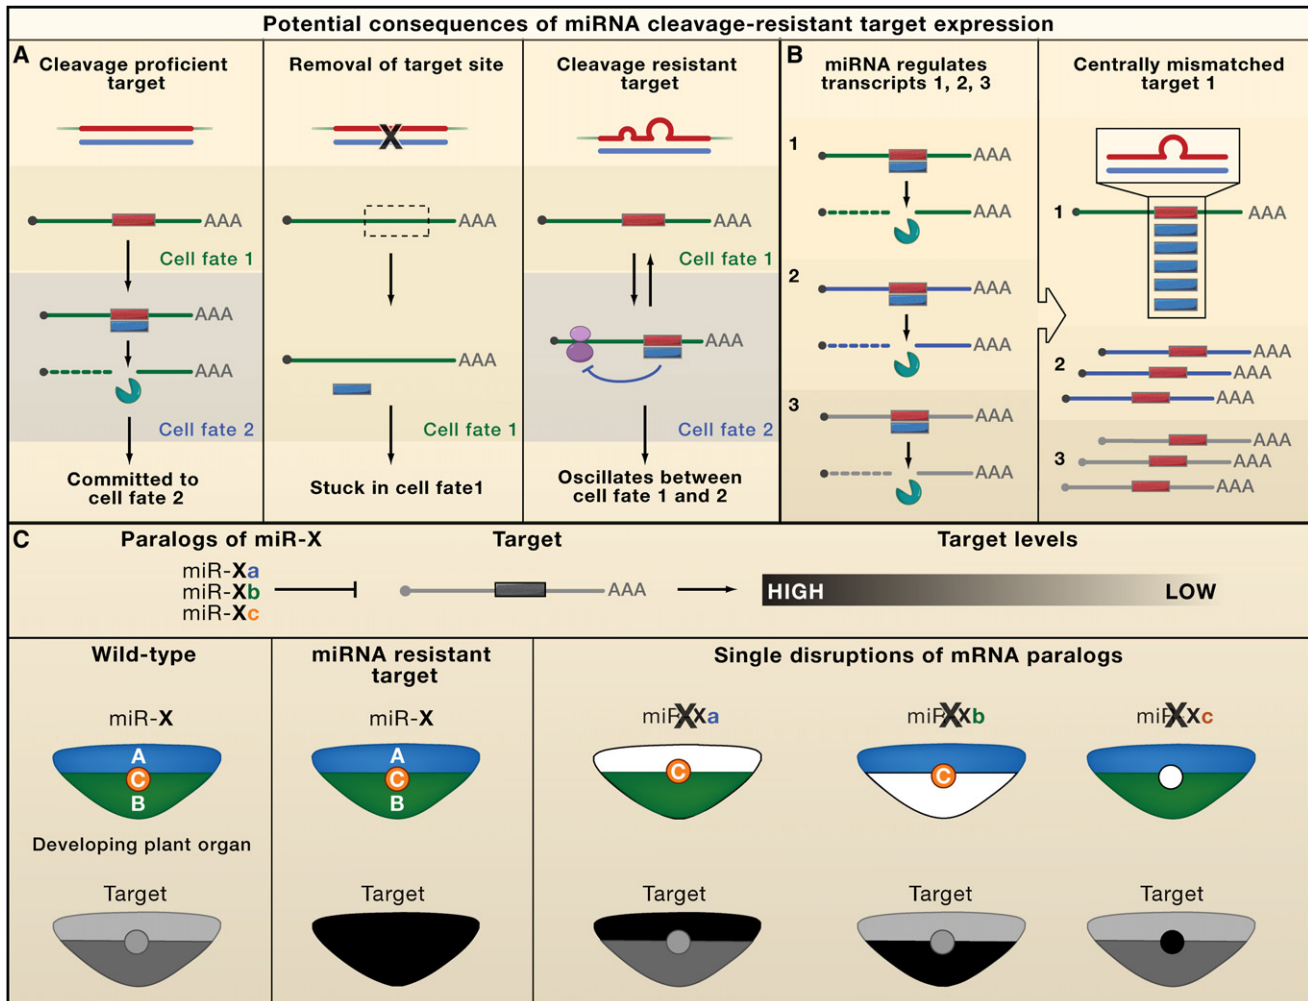 Potential consequences of miRNA cleavage-resistant target expression
A
Cleavage proficient
target
AAA
Cell fate 1
AAA
AAA
Cell fate 2
Committed to
cell fate 2
Removal of target site
X
AAA
AAA
Cell fate 1
Stuck in cell fate1
Cleavage resistant
target
AAA
Cell fate 1
AAA
Cell fate 2
Oscillates between
cell fate 1 and 2
B
miRNA regulates
transcripts 1, 2, 3
1
AAA
AAA
2
AAA
AAA
3
AAA
AAA
Centrally mismatched
target 1
1
AAA
2
AAA
AAA
AAA
3
AAA
AAA
AAA
C
Paralogs of miR-X
miR-Xa
miR-Xb
miR-Xc
Target
AAA
Target levels
HIGH
LOW
Wild-type
miR-X
A
C
B
Developing plant organ
Target
miRNA resistant
target
miR-X
A
C
B
Target
Single disruptions of mRNA paralogs
miR-Xa
C
Target
miR-Xb
C
Target
miR-Xc
Target